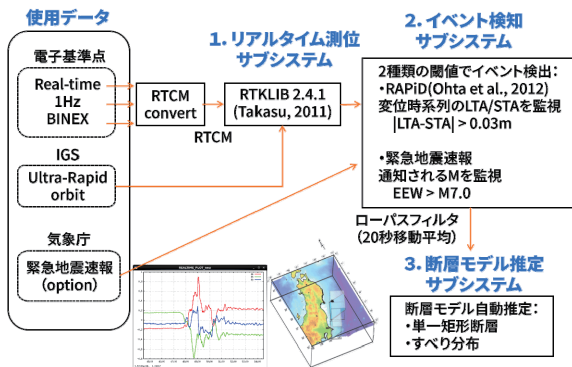 使用データ
電子基準点
Real-time
1Hz
BINEX
IGS
Ultra-Rapid
orbit
気象庁
緊急地震速報
(option)
RTCM
convert
RTCM
1. リアルタイム測位
サブシステム
RTKLIB 2.4.1
(Takasu, 2011)
2. イベント検知
サブシステム
2種類の閾値でイベント検出:
・RAPiD(Ohta et al., 2012)
変位時系列のLTA/STAを監視
|LTA-STA| > 0.03m
・緊急地震速報
通知されるMを監視
EEW > M7.0
ローパスフィルタ
(20秒移動平均)
3. 断層モデル推定
サブシステム
断層モデル自動推定:
・単一矩形断層
・すべり分布